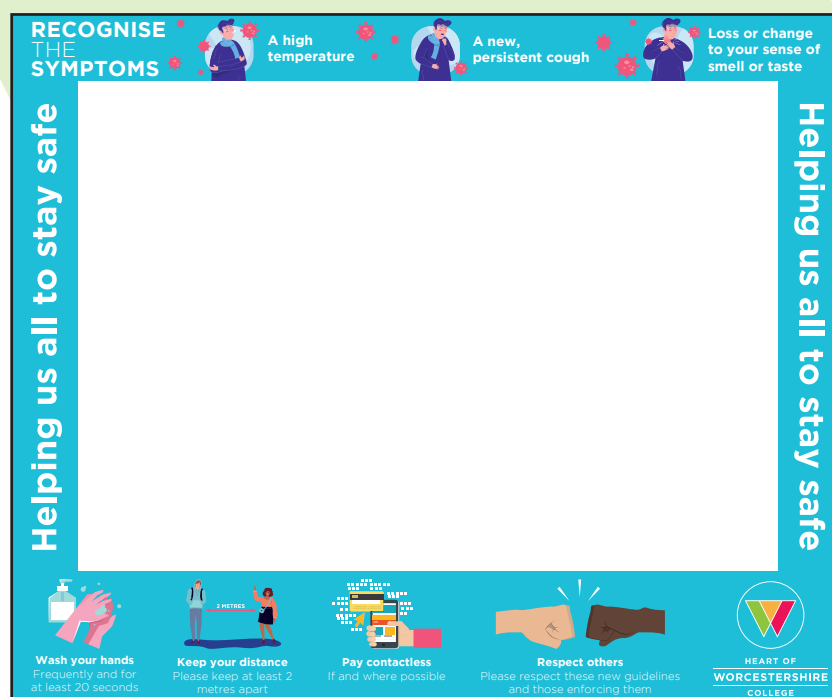 RECOGNISE
THE
SYMPTOMS
A high
temperature
A new,
persistent cough
Loss or change
to your sense of
smell or taste
Helping us all to stay safe
Helping us all to stay safe
2 METRES
Wash your hands
Frequently and for
at least 20 seconds
Keep your distance
Please keep at least 2
metres apart
Pay contactless
If and where possible
Respect others
Please respect these new guidelines
and those enforcing them
HEART OF
WORCESTERSHIRE
COLLEGE